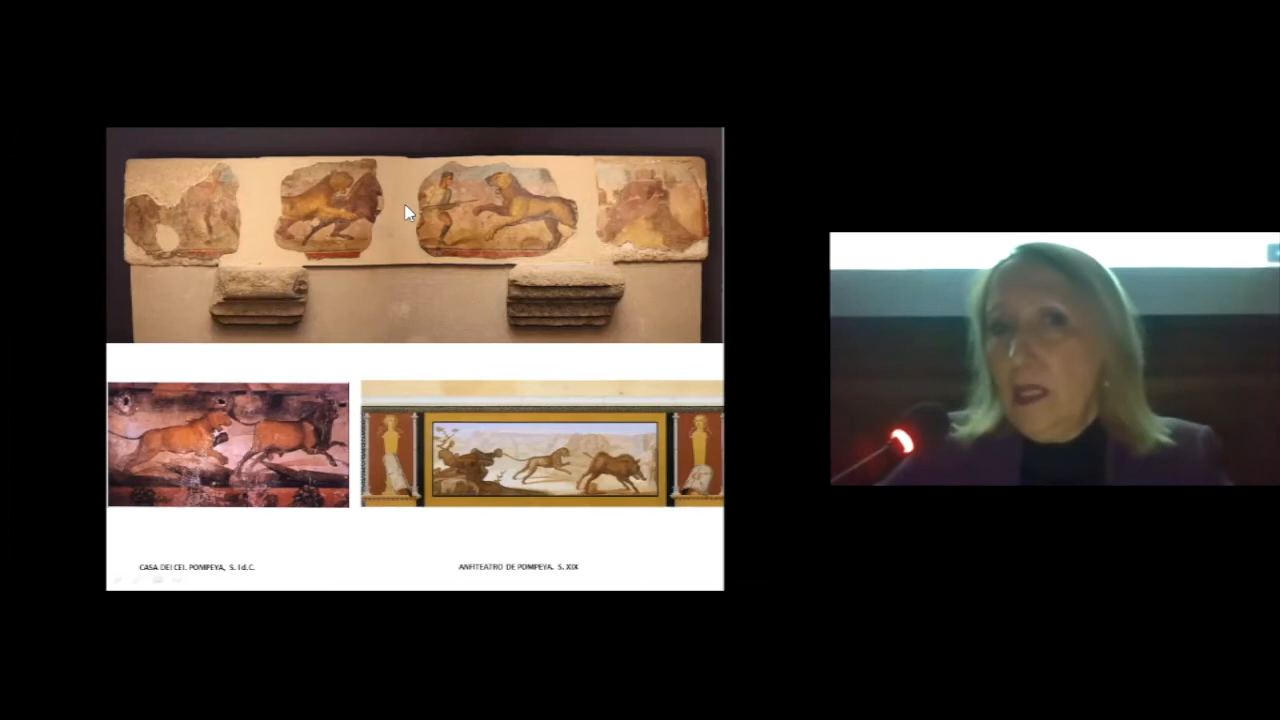 CASA DEI CEI. POMPEYA, S. I d.C.
ANFITEATRO DE POMPEYA. S. XIX